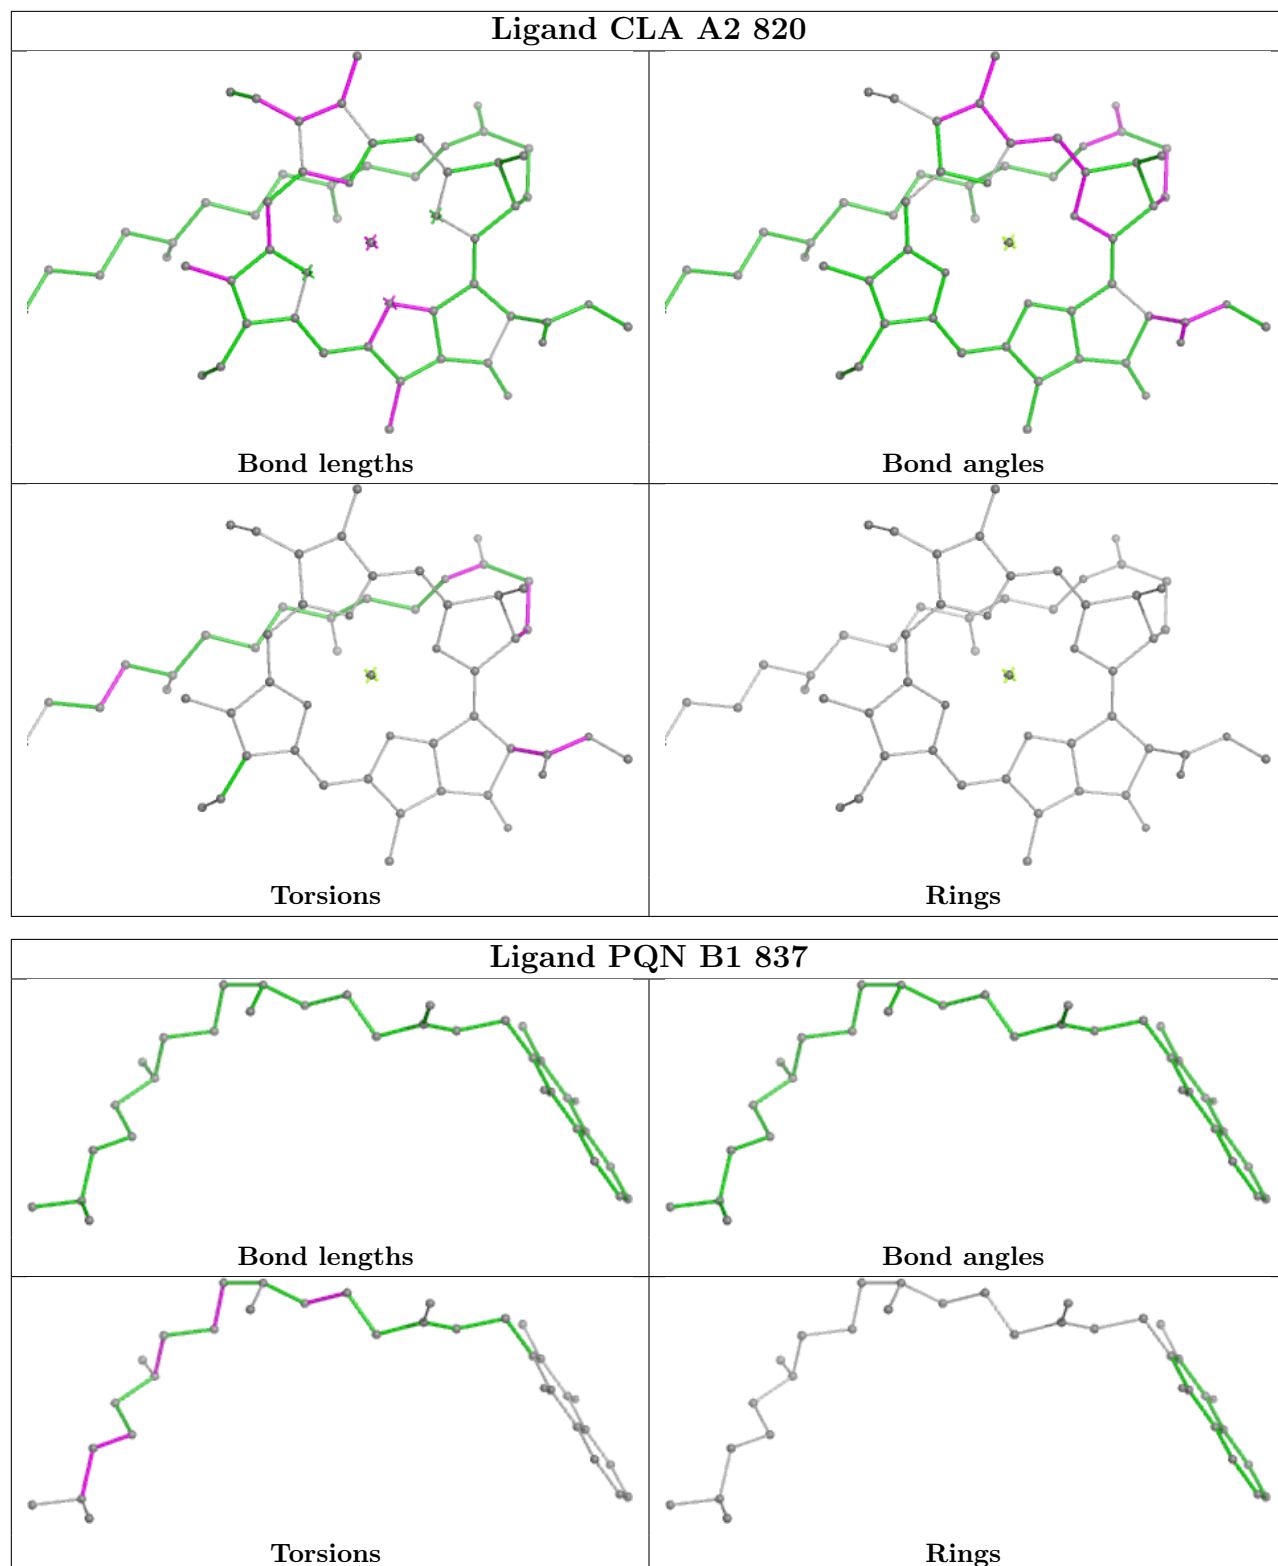 Ligand CLA A2 820
Bond lengths
Bond angles
Torsions
Rings
Ligand PQN B1 837
Bond lengths
Bond angles
Torsions
Rings